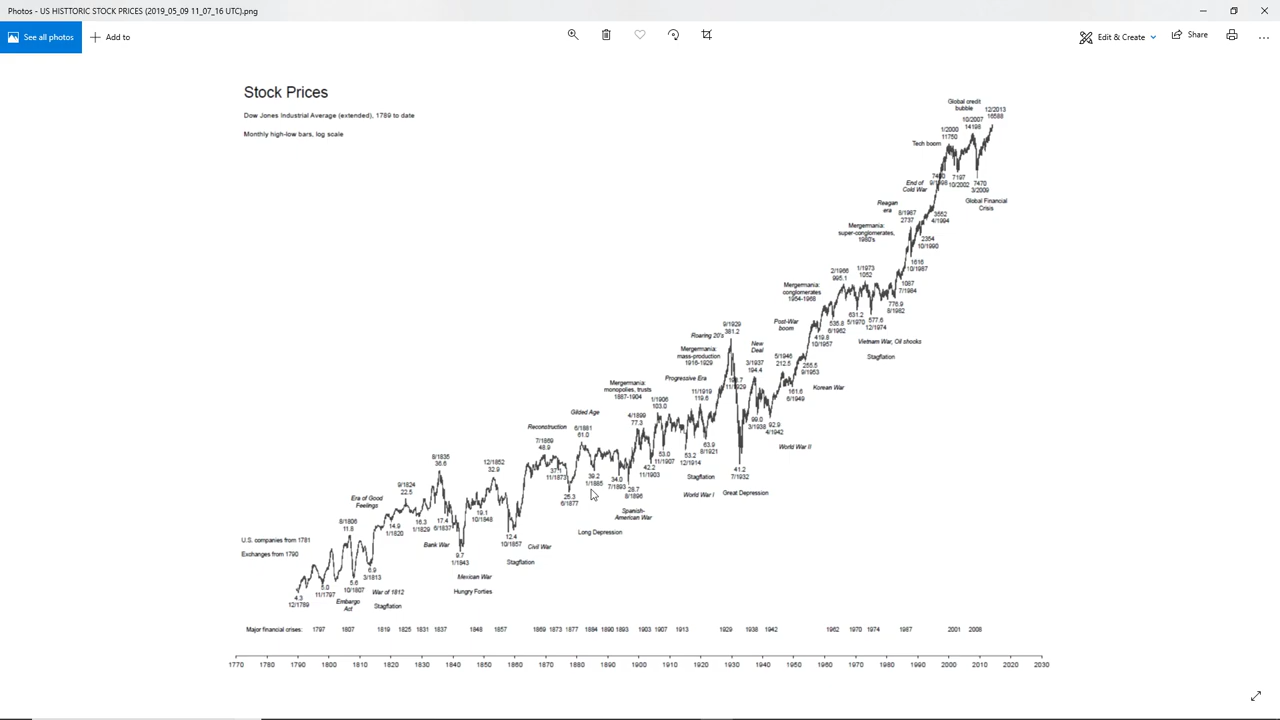 Photos - US HISTTORIC STOCK PRICES (2019_05_09 11_07_16 UTC).png
See all photos
Add to
Edit & Create
Share
Stock Prices
Dow Jones Industrial Average (extended), 1789 to date
Monthly high-low bars, log scale
Global credit
bubble
12/2013
16588
10/2007
14198
1/2000
11750
Tech boom
7197
10/2002
7470
3/2009
Global Financial
Crisis
End of
Cold War
9/1998
Reagan
era
8/1987
2737
3552
4/1994
Mergermania:
super-conglomerates,
1980's
2354
10/1990
1616
10/1987
1087
7/1984
776.9
8/1982
2/1966
995.1
1/1973
1052
Mergermania:
conglomerates
1954-1968
631.2
5/1970
577.6
12/1974
535.8
6/1962
Vietnam War, Oil shocks
Stagflation
Post-War
boom
419.8
10/1957
255.5
9/1953
Korean War
9/1929
381.2
Roaring 20's
Mergermania:
mass-production
1916-1929
New
Deal
3/1937
194.4
5/1946
212.5
11/1929
161.6
6/1949
Progressive Era
99.0
3/1938
92.9
4/1942
World War II
Mergermania:
monopolies, trusts
1887-1904
1/1906
103.0
11/1919
119.6
4/1899
77.3
63.9
8/1921
53.2
12/1914
53.0
11/1907
42.2
11/1903
41.2
7/1932
Stagflation
World War I
Great Depression
Gilded Age
Reconstruction
6/1881
61.0
7/1869
48.9
11/1873
39.2
1/1885
34.0
7/1893
28.7
8/1896
25.3
6/1877
Spanish-
American War
Long Depression
8/1835
36.6
12/1852
32.9
9/1824
22.5
Era of Good
Feelings
8/1806
11.8
14.9
1/1820
16.3
1/1829
17.4
6/1837
19.1
10/1848
12.4
10/1857
Civil War
Stagflation
Bank War
9.7
1/1843
Mexican War
Hungry Forties
U.S. companies from 1781
Exchanges from 1790
6.9
3/1813
5.6
10/1807
5.0
11/1797
4.3
12/1789
War of 1812
Stagflation
Embargo
Act
Major financial crises: 1797 1807 1819 1825 1831 1837 1848 1857 1869 1873 1877 1884 1890 1893 1903 1907 1913 1929 1938 1942 1962 1970 1974 1987 2001 2008
1770 1780 1790 1800 1810 1820 1830 1840 1850 1860 1870 1880 1890 1900 1910 1920 1930 1940 1950 1960 1970 1980 1990 2000 2010 2020 2030